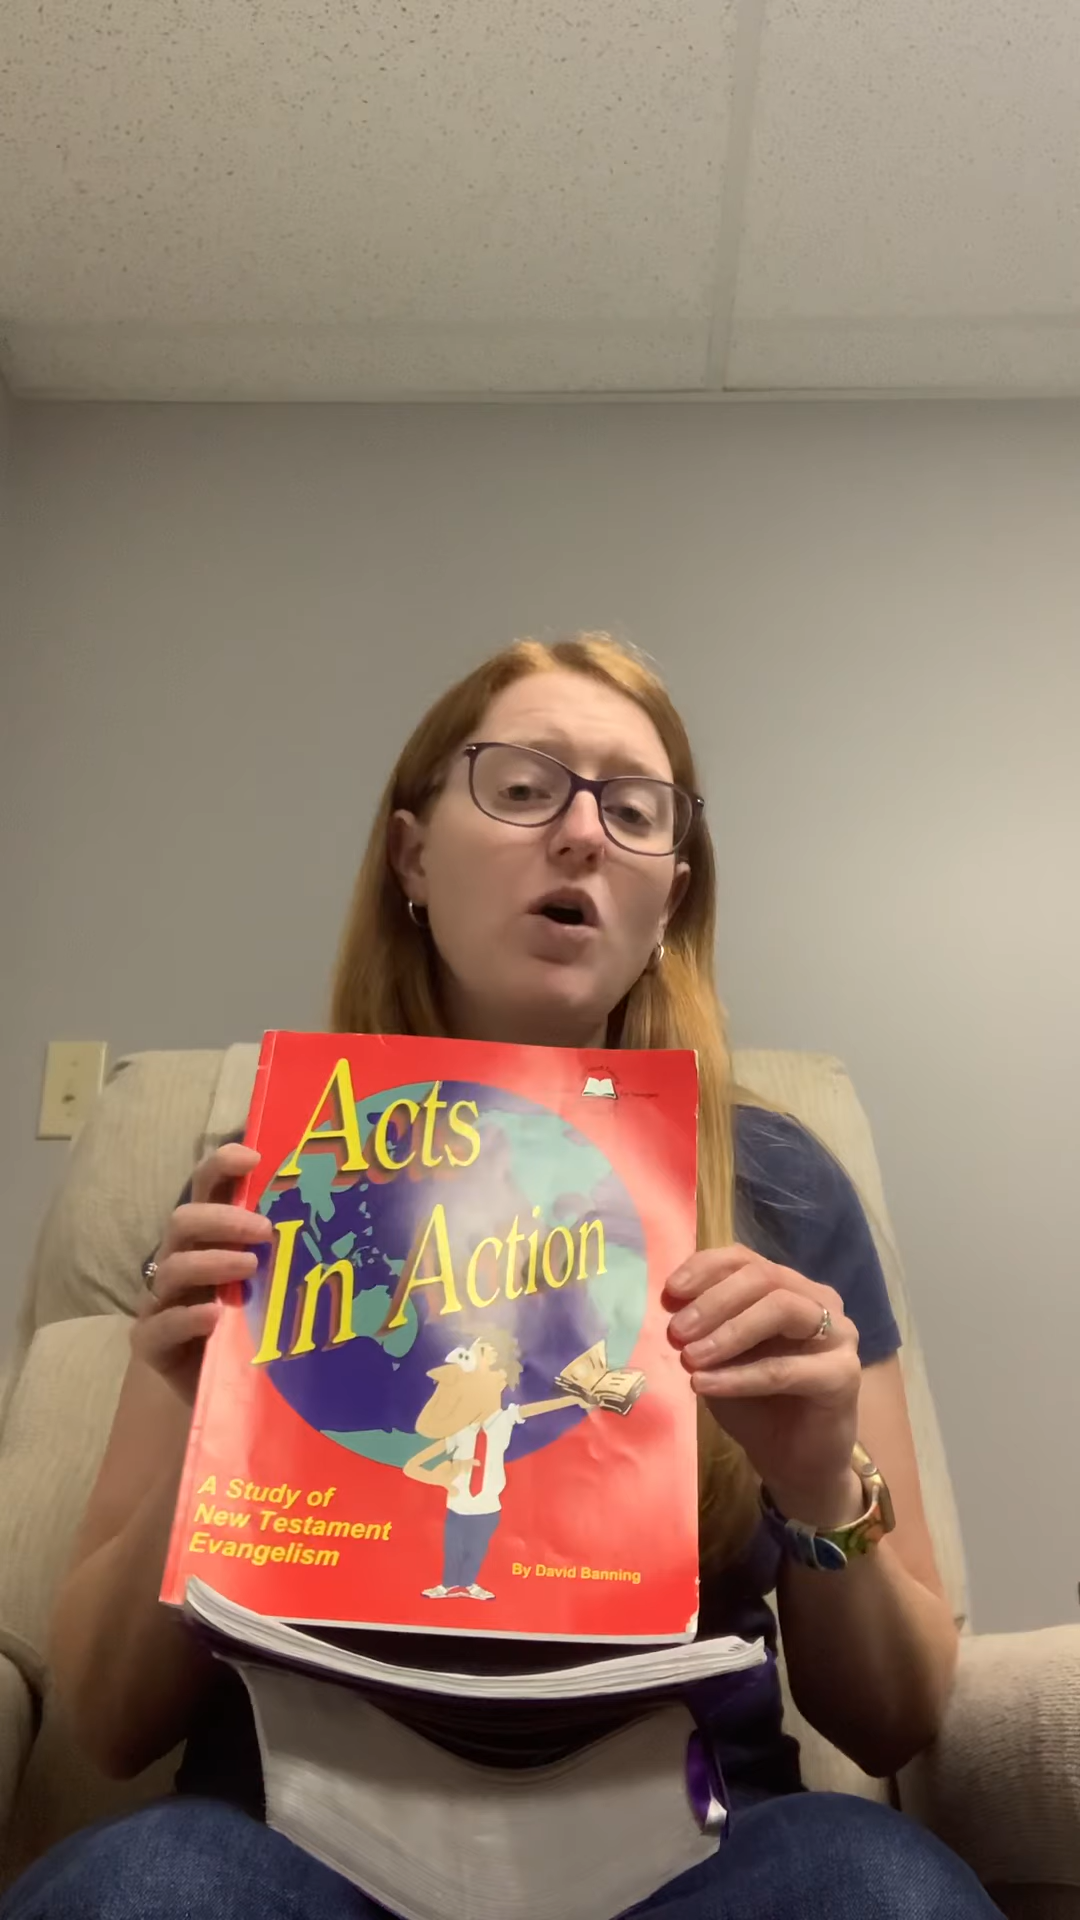 Acts
In Action
A Study of
New Testament
Evangelism
By David Banning